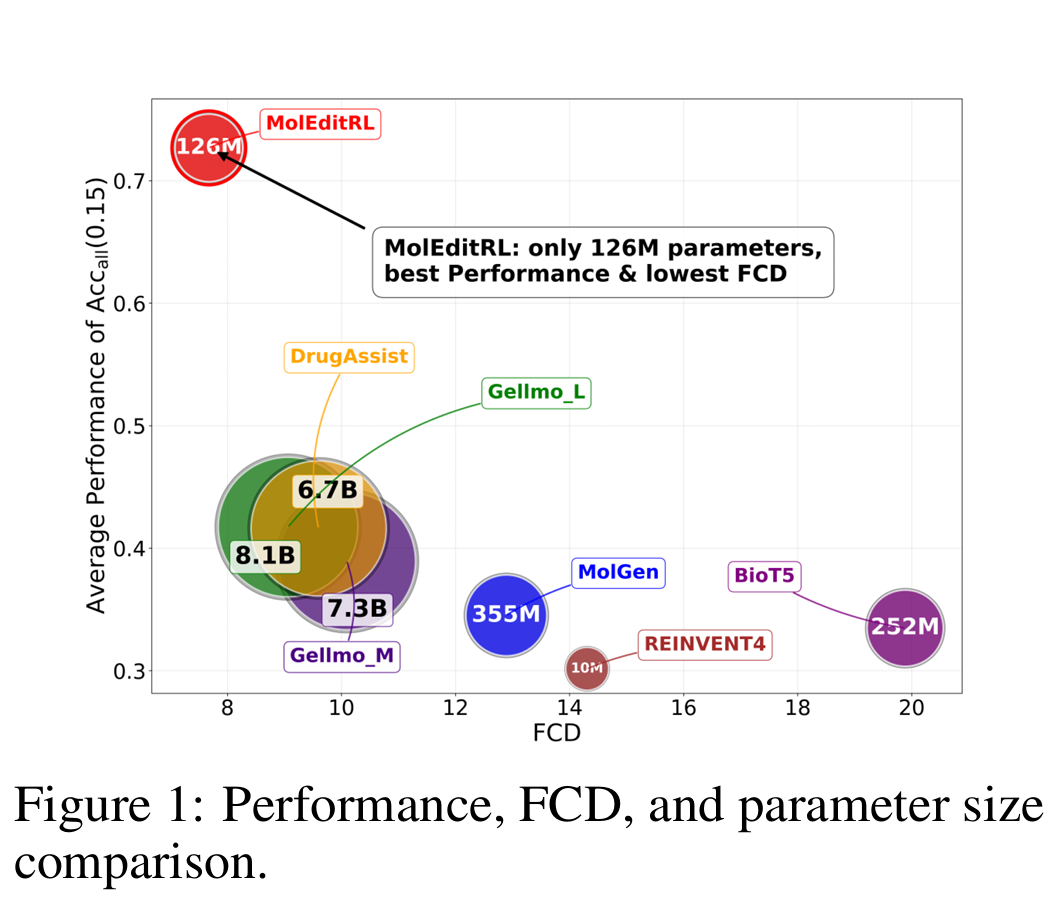 126M
MolEditRL
MolEditRL: only 126M parameters,
best Performance & lowest FCD
DrugAssist
Gellmo_L
6.7B
8.1B
7.3B
Gellmo_M
MolGen
355M
BioT5
252M
REINVENT4
10M
Average Performance of Acc_all(0.15)
0.7
0.6
0.5
0.4
0.3
8 10 12 14 16 18 20
FCD
Figure 1: Performance, FCD, and parameter size
comparison.